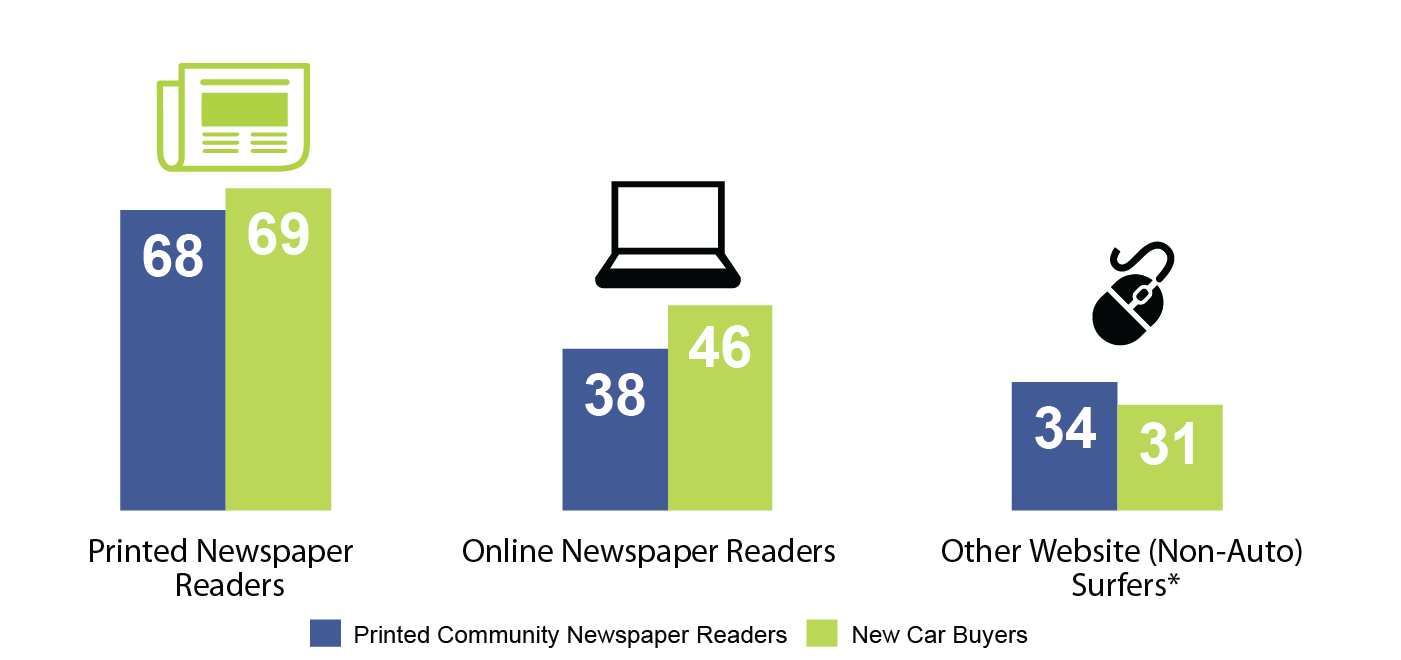 68
69
38
46
34
31
Printed Newspaper
Readers
Online Newspaper Readers
Other Website (Non-Auto)
Surfers*
Printed Community Newspaper Readers
New Car Buyers